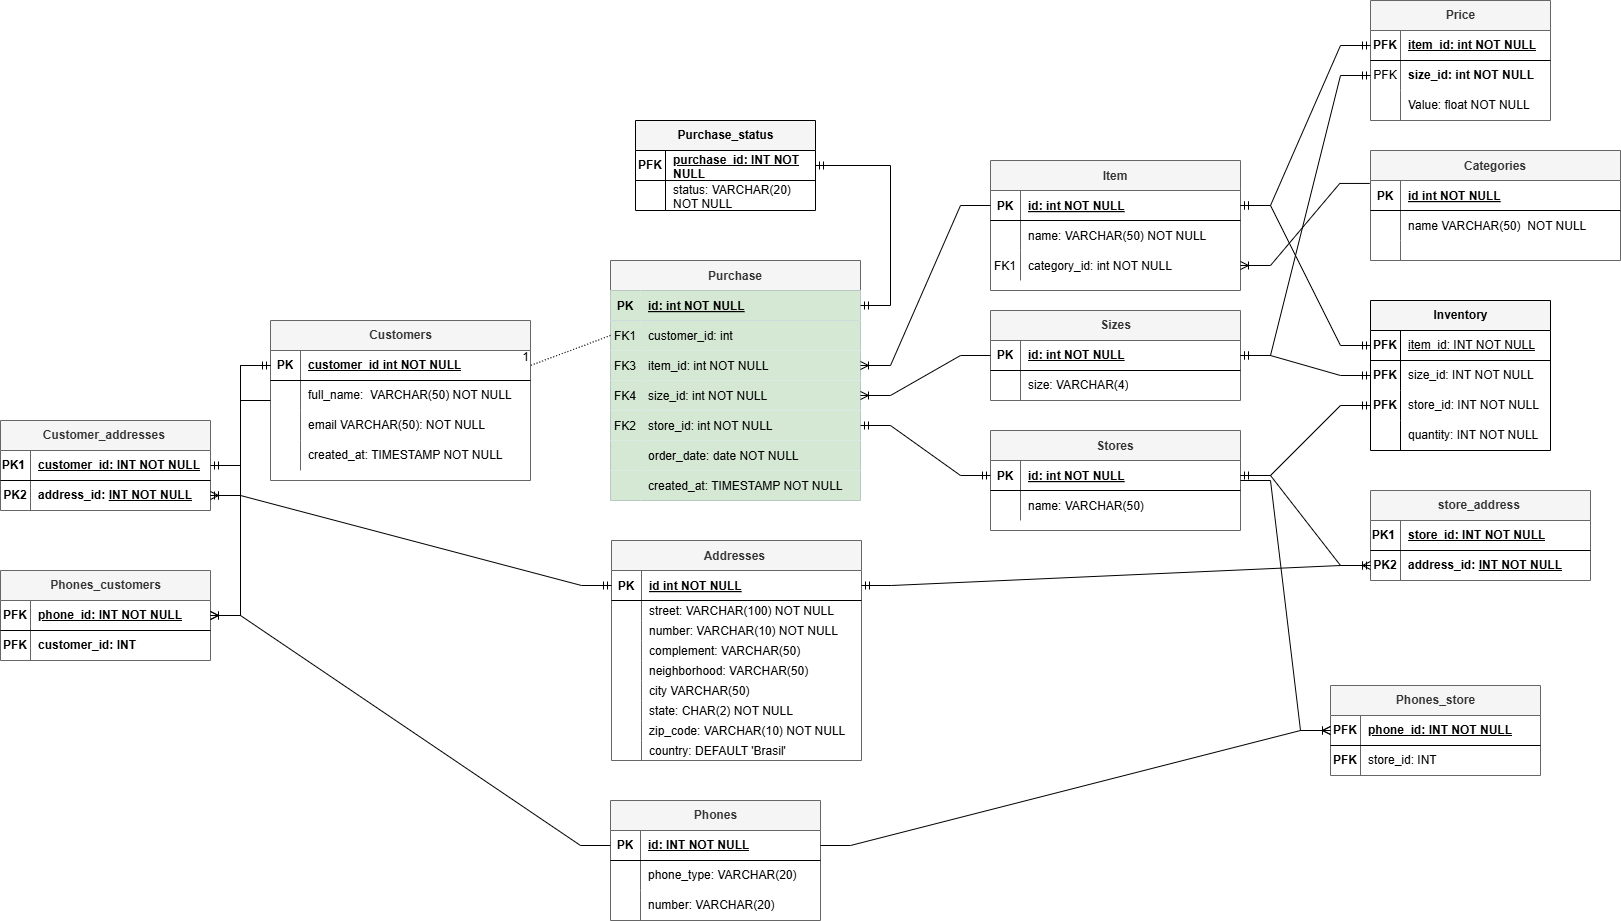 Price
PFK item_id: int NOT NULL
PFK size_id: int NOT NULL
Value: float NOT NULL
Purchase_status
PFK purchase_id: INT NOT
NULL
status: VARCHAR(20)
NOT NULL
Item
PK id: int NOT NULL
name: VARCHAR(50) NOT NULL
FK1 category_id: int NOT NULL
Categories
PK id int NOT NULL
name VARCHAR(50)  NOT NULL
Purchase
PK id: int NOT NULL
FK1 customer_id: int
FK3 item_id: int NOT NULL
FK4 size_id: int NOT NULL
FK2 store_id: int NOT NULL
order_date: date NOT NULL
created_at: TIMESTAMP NOT NULL
Customers
1
PK customer_id int NOT NULL
full_name:  VARCHAR(50) NOT NULL
email VARCHAR(50): NOT NULL
created_at: TIMESTAMP NOT NULL
Sizes
PK id: int NOT NULL
size: VARCHAR(4)
Inventory
PFK item_id: INT NOT NULL
PFK size_id: INT NOT NULL
PFK store_id: INT NOT NULL
quantity: INT NOT NULL
Customer_addresses
PK1 customer_id: INT NOT NULL
PK2 address_id: INT NOT NULL
Stores
PK id: int NOT NULL
name: VARCHAR(50)
store_address
PK1 store_id: INT NOT NULL
PK2 address_id: INT NOT NULL
Phones_customers
PFK phone_id: INT NOT NULL
PFK customer_id: INT
Addresses
PK id int NOT NULL
street: VARCHAR(100) NOT NULL
number: VARCHAR(10) NOT NULL
complement: VARCHAR(50)
neighborhood: VARCHAR(50)
city VARCHAR(50)
state: CHAR(2) NOT NULL
zip_code: VARCHAR(10) NOT NULL
country: DEFAULT 'Brasil'
Phones_store
PFK phone_id: INT NOT NULL
PFK store_id: INT
Phones
PK id: INT NOT NULL
phone_type: VARCHAR(20)
number: VARCHAR(20)